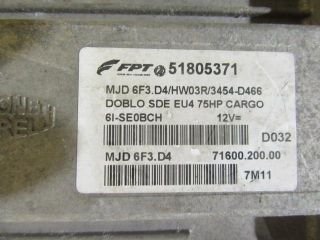 FPT 51805371
MJD 6F3.D4/HW03R/3454-D466
DOBLO SDE EU4 75HP CARGO
6I-SE0BCH 12V=
D032
MJD 6F3.D4 71600.200.00
7M11